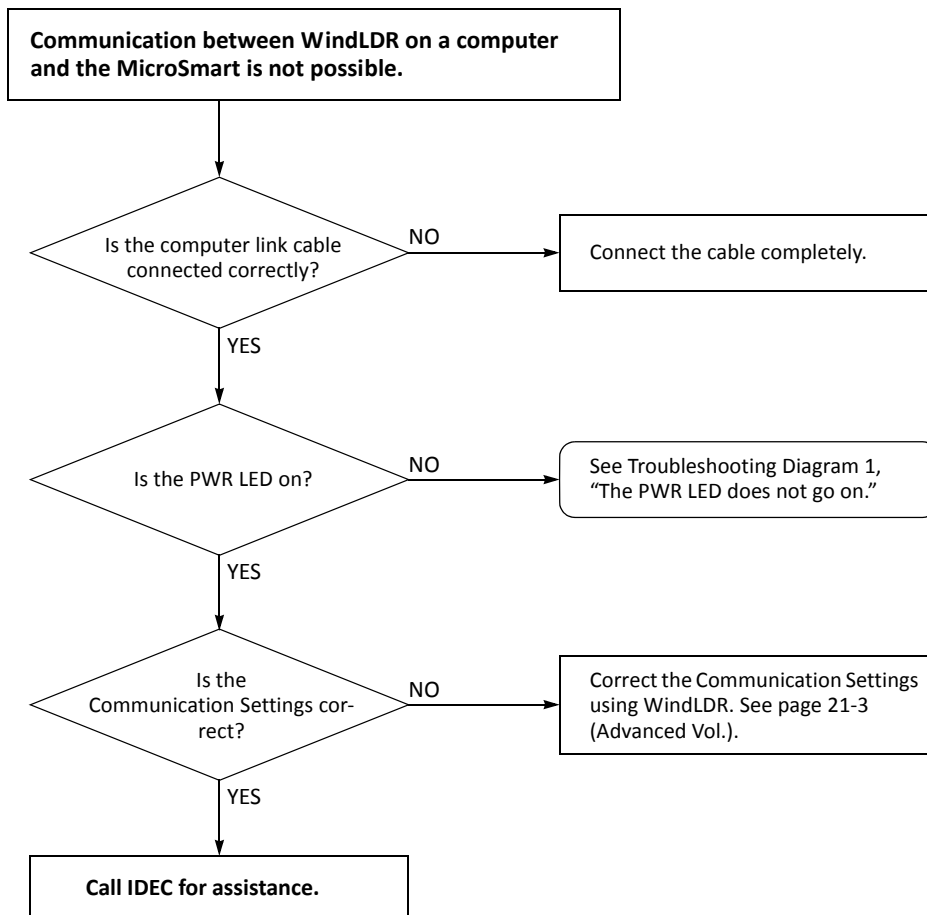 Communication between WindLDR on a computer
and the MicroSmart is not possible.
Is the computer link cable
connected correctly?
NO
Connect the cable completely.
YES
Is the PWR LED on?
NO
See Troubleshooting Diagram 1,
“The PWR LED does not go on.”
YES
Is the
Communication Settings cor-
rect?
NO
Correct the Communication Settings
using WindLDR. See page 21-3
(Advanced Vol.).
YES
Call IDEC for assistance.